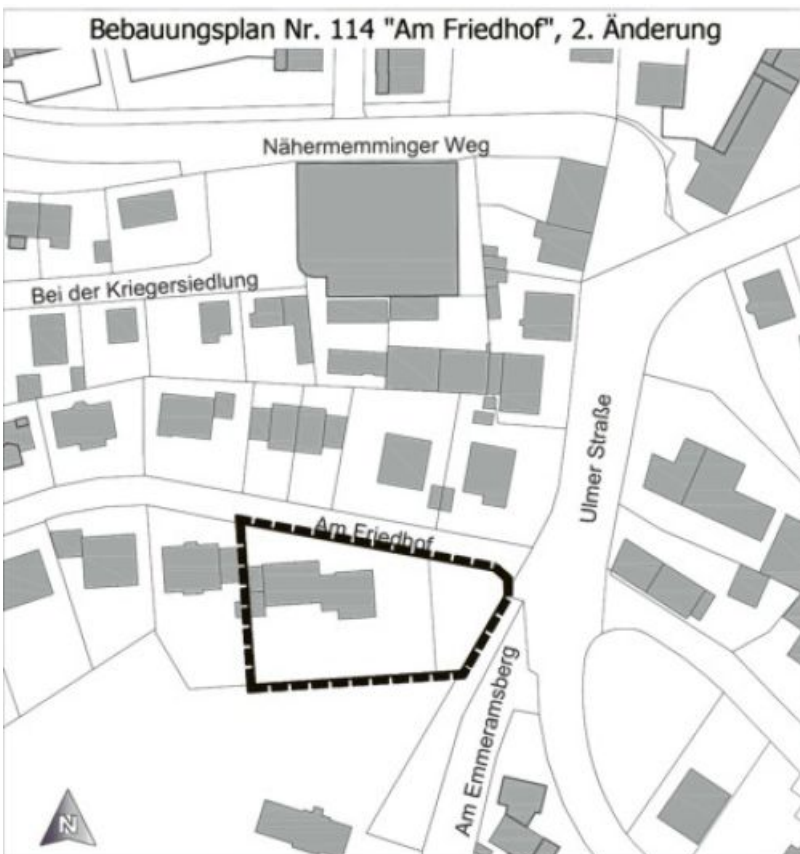 Bebauungsplan Nr. 114 "Am Friedhof", 2. Änderung
Nähermemminger Weg
Bei der Kriegersiedlung
Ulmer Straße
Am Friedhof
Am Emmeramsberg
N